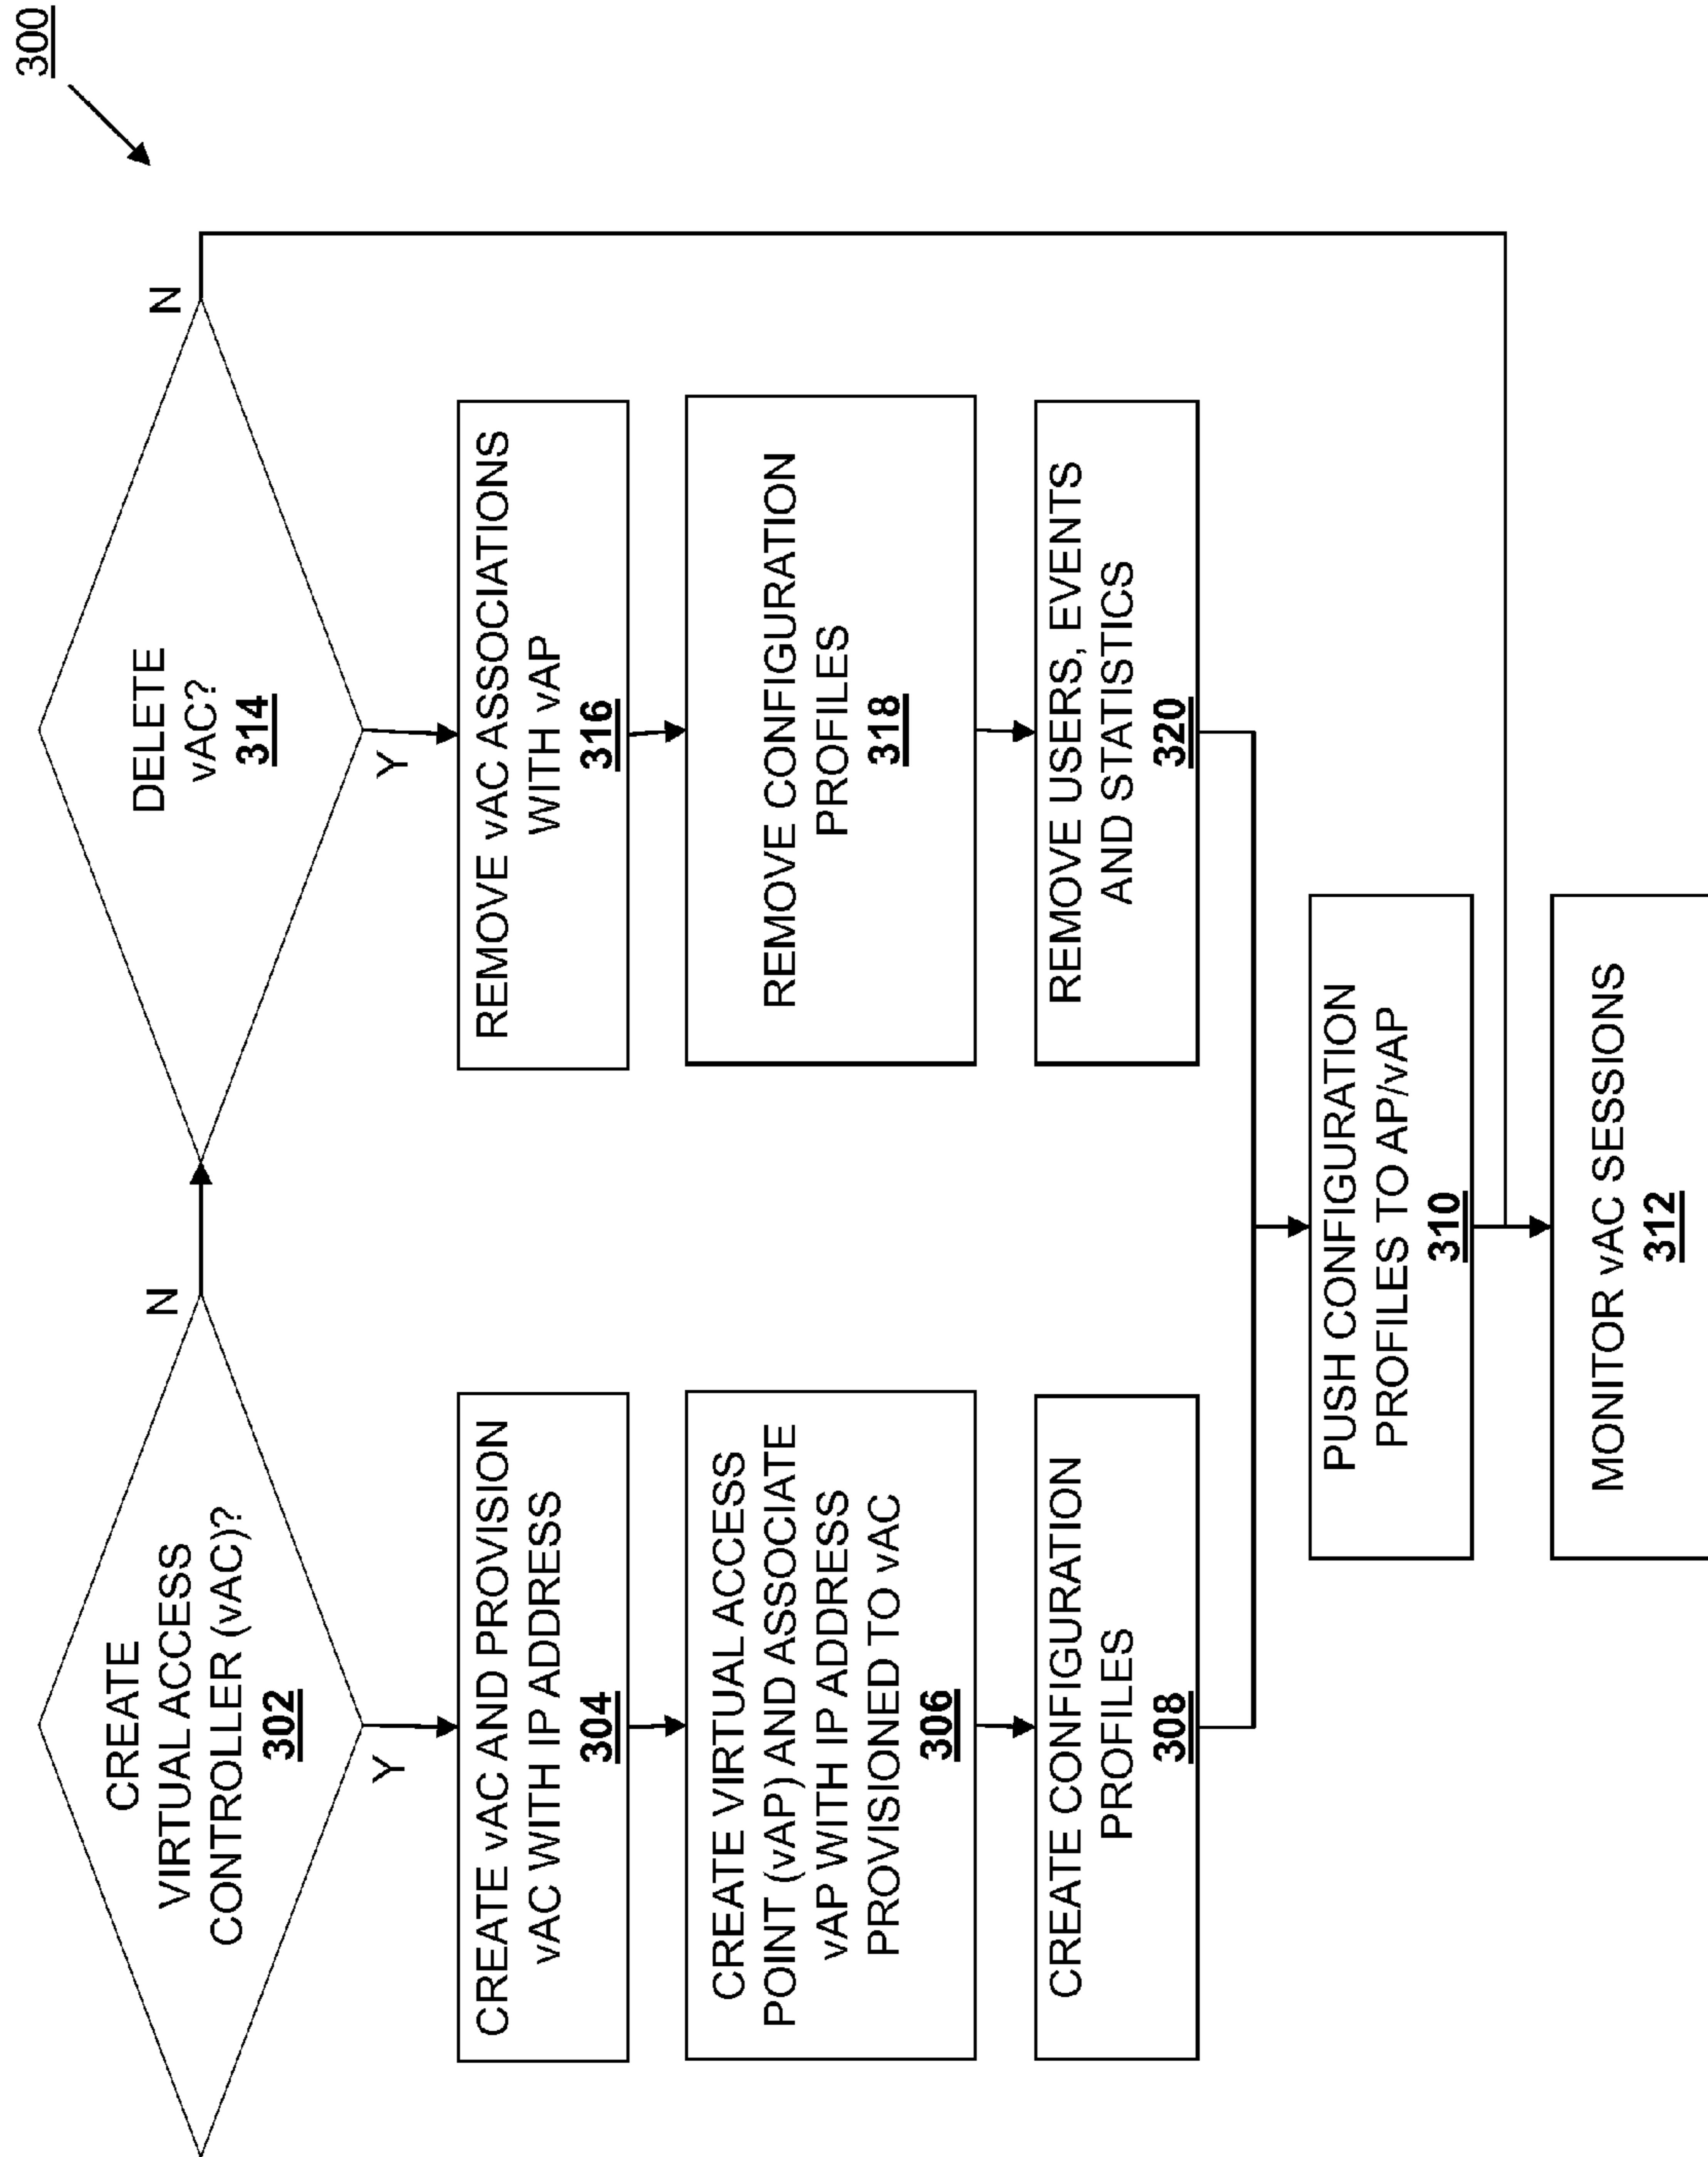 300
CREATE
VIRTUAL ACCESS
CONTROLLER (vAC)?
302
N
Y
CREATE vAC AND PROVISION
vAC WITH IP ADDRESS
304
CREATE VIRTUAL ACCESS
POINT (vAP) AND ASSOCIATE
vAP WITH IP ADDRESS
PROVISIONED TO vAC
306
CREATE CONFIGURATION
PROFILES
308
DELETE
vAC?
314
N
Y
REMOVE vAC ASSOCIATIONS
WITH vAP
316
REMOVE CONFIGURATION
PROFILES
318
REMOVE USERS, EVENTS
AND STATISTICS
320
PUSH CONFIGURATION
PROFILES TO AP/vAP
310
MONITOR vAC SESSIONS
312